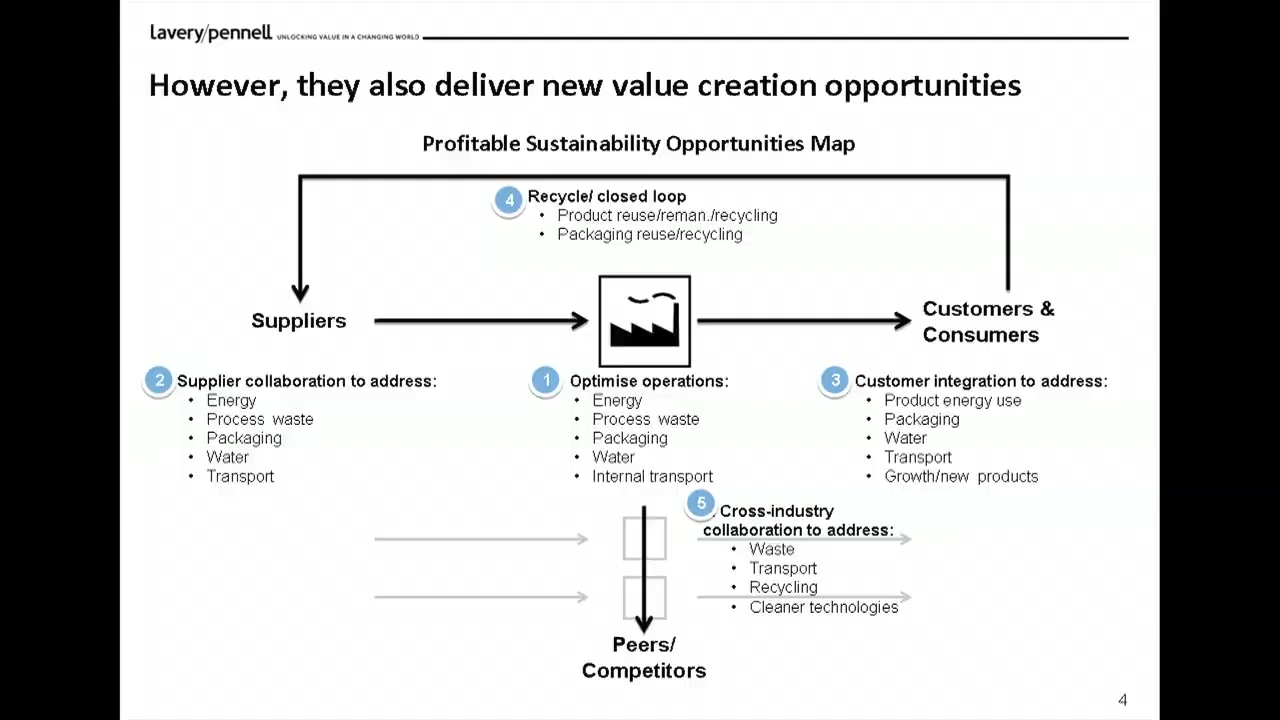 lavery/pennell UNLOCKING VALUE IN A CHANGING WORLD
However, they also deliver new value creation opportunities
Profitable Sustainability Opportunities Map
4 Recycle/ closed loop
• Product reuse/reman./recycling
• Packaging reuse/recycling
Suppliers
Customers &
Consumers
2 Supplier collaboration to address:
• Energy
• Process waste
• Packaging
• Water
• Transport
1 Optimise operations:
• Energy
• Process waste
• Packaging
• Water
• Internal transport
3 Customer integration to address:
• Product energy use
• Packaging
• Water
• Transport
• Growth/new products
5 . Cross-industry
collaboration to address:
• Waste
• Transport
• Recycling
• Cleaner technologies
Peers/
Competitors
4